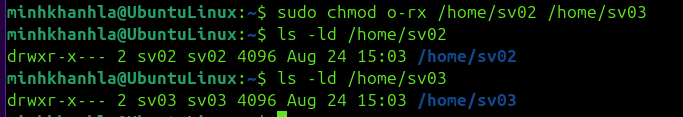 minhkhanhla@UbuntuLinux:~$ sudo chmod o-rx /home/sv02 /home/sv03
minhkhanhla@UbuntuLinux:~$ ls -ld /home/sv02
drwxr-x--- 2 sv02 sv02 4096 Aug 24 15:03 /home/sv02
minhkhanhla@UbuntuLinux:~$ ls -ld /home/sv03
drwxr-x--- 2 sv03 sv03 4096 Aug 24 15:03 /home/sv03